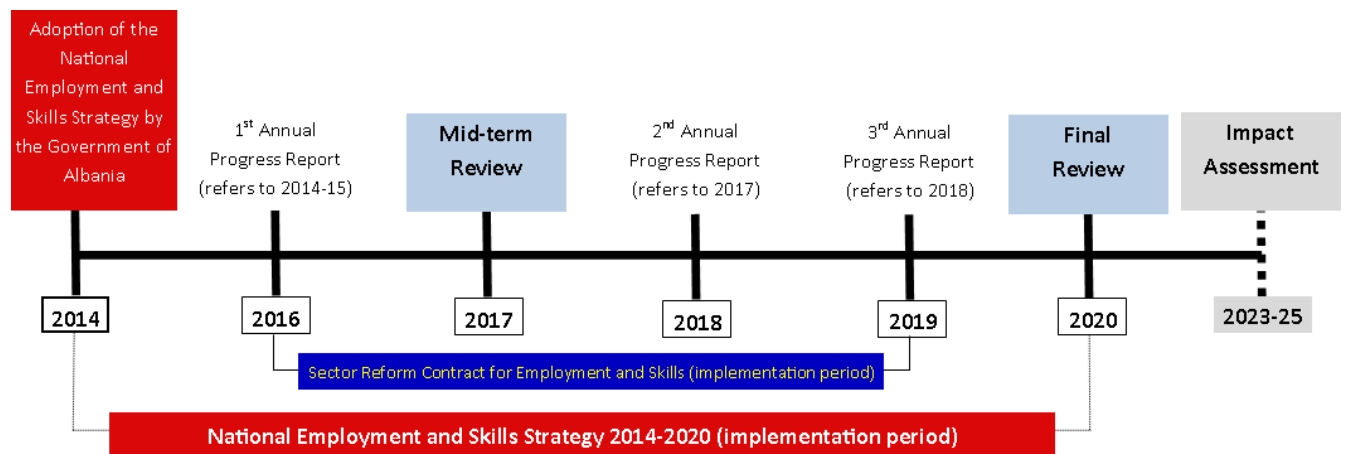 Adoption of the
National
Employment and
Skills Strategy by
the Government of
Albania
1st Annual
Progress Report
(refers to 2014-15)
Mid-term
Review
2nd Annual
Progress Report
(refers to 2017)
3rd Annual
Progress Report
(refers to 2018)
Final
Review
Impact
Assessment
2014
2016
2017
2018
2019
2020
2023-25
Sector Reform Contract for Employment and Skills (implementation period)
National Employment and Skills Strategy 2014-2020 (implementation period)